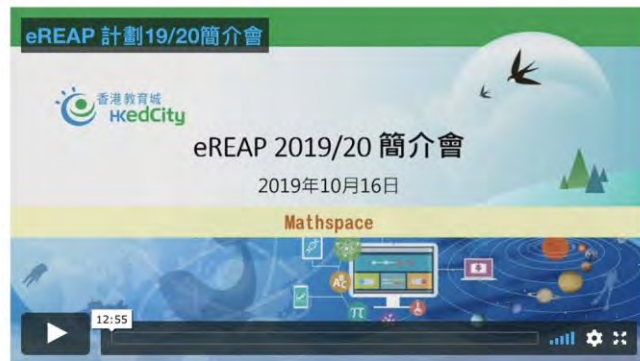 eREAP 計劃19/20簡介會
香港教育城
HKedCity
eREAP 2019/20 簡介會
2019年10月16日
Mathspace
Ac
π
12:55